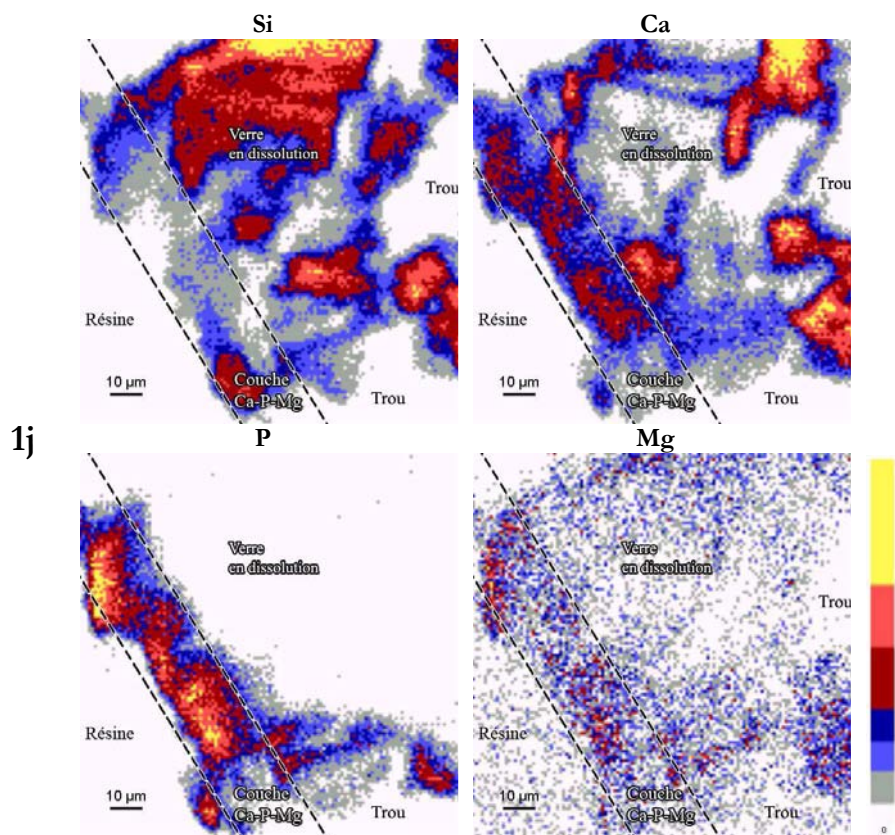 Si
Ca
Verre
en dissolution
Trou
Résine
10 µm
Couche
Ca-P-Mg
Trou
Verre
en dissolution
Trou
Résine
10 µm
Couche
Ca-P-Mg
Trou
1j
P
Mg
Verre
en dissolution
Résine
10 µm
Couche
Ca-P-Mg
Trou
Verre
en dissolution
Trou
Résine
10 µm
Couche
Ca-P-Mg
Trou